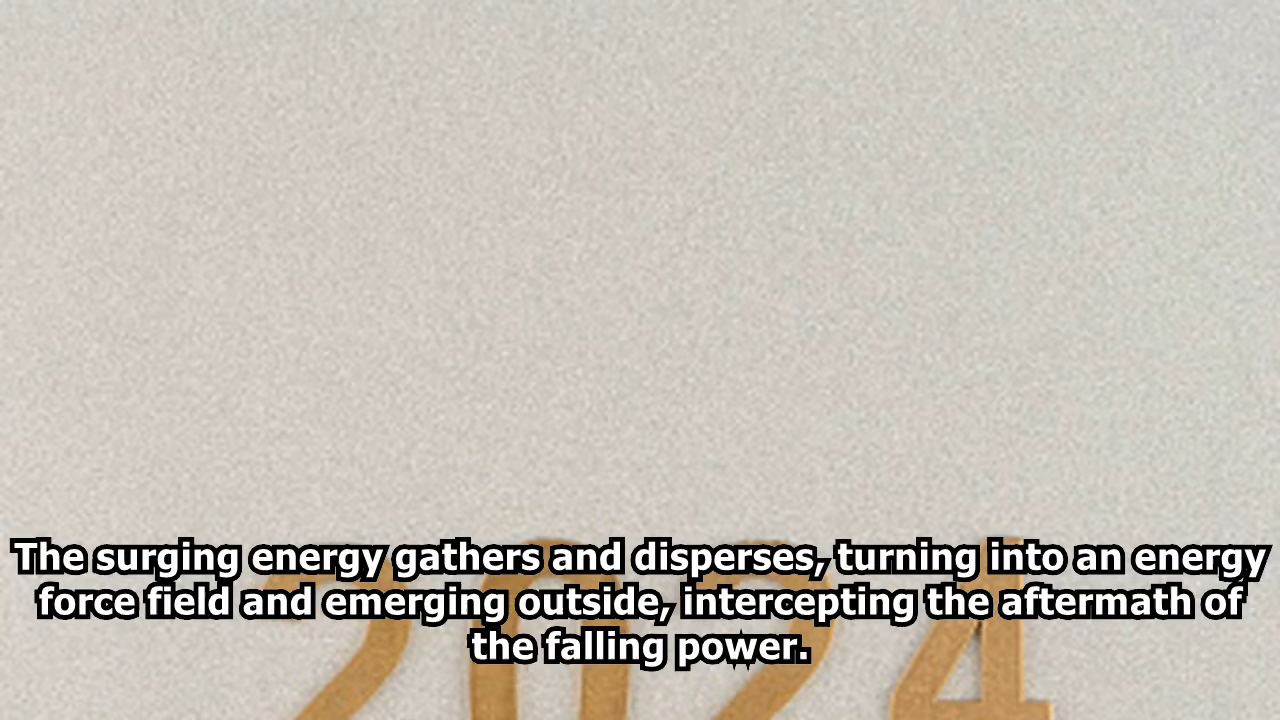 The surging energy gathers and disperses, turning into an energy
force field and emerging outside, intercepting the aftermath of
the falling power.
2024